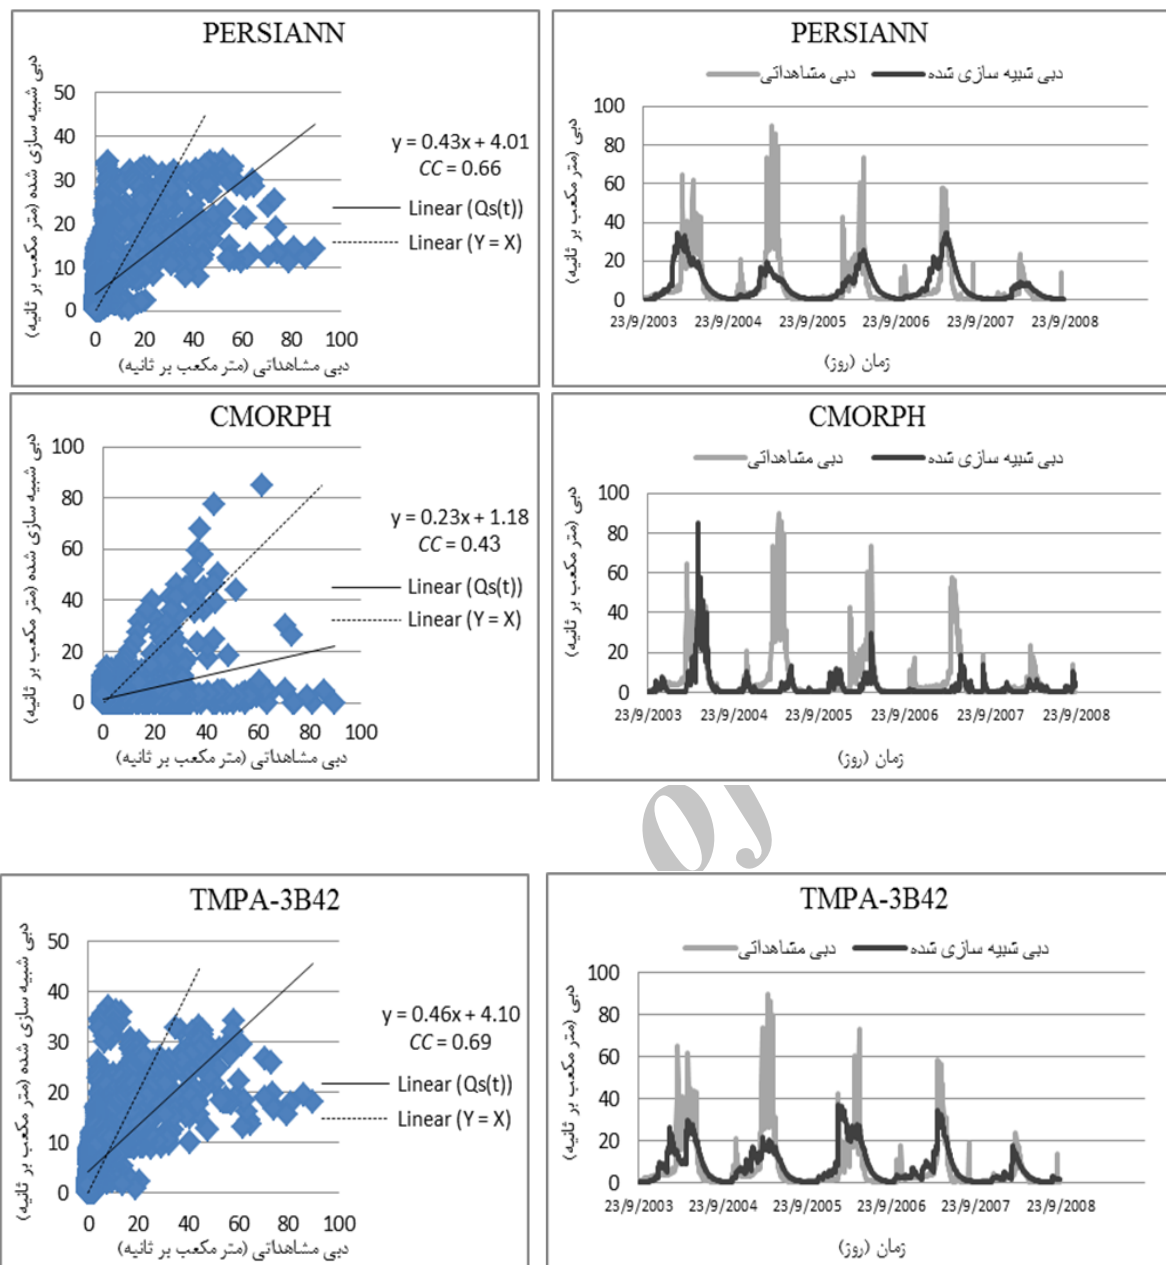 PERSIANN
دبی شبیه سازی شده (متر مکعب بر ثانیه)
50
40
30
20
10
0
0 20 40 60 80 100
دبی مشاهداتی (متر مکعب بر ثانیه)
y = 0.43x + 4.01
CC = 0.66
Linear (Qs(t))
Linear (Y = X)
PERSIANN
دبی مشاهداتی دبی شبیه سازی شده
دبی (متر مکعب بر ثانیه)
100
80
60
40
20
0
23/9/2003 23/9/2004 23/9/2005 23/9/2006 23/9/2007 23/9/2008
زمان (روز)
CMORPH
دبی شبیه سازی شده (متر مکعب بر ثانیه)
100
80
60
40
20
0
0 20 40 60 80 100
دبی مشاهداتی (متر مکعب بر ثانیه)
y = 0.23x + 1.18
CC = 0.43
Linear (Qs(t))
Linear (Y = X)
CMORPH
دبی مشاهداتی دبی شبیه سازی شده
دبی (متر مکعب بر ثانیه)
100
80
60
40
20
0
23/9/2003 23/9/2004 23/9/2005 23/9/2006 23/9/2007 23/9/2008
زمان (روز)
TMPA-3B42
دبی شبیه سازی شده (متر مکعب بر ثانیه)
50
40
30
20
10
0
0 20 40 60 80 100
دبی مشاهداتی (متر مکعب بر ثانیه)
y = 0.46x + 4.10
CC = 0.69
Linear (Qs(t))
Linear (Y = X)
TMPA-3B42
دبی مشاهداتی دبی شبیه سازی شده
دبی (متر مکعب بر ثانیه)
100
80
60
40
20
0
23/9/2003 23/9/2004 23/9/2005 23/9/2006 23/9/2007 23/9/2008
زمان (روز)